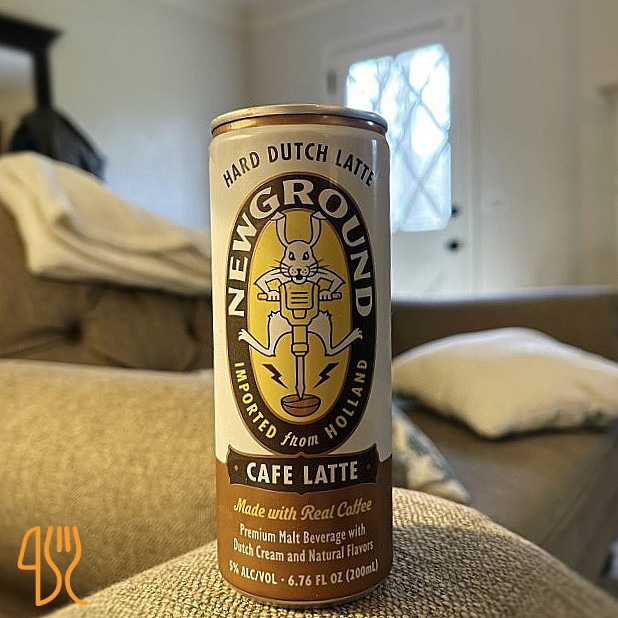 HARD DUTCH LATTE
NEWGROUND
IMPORTED from HOLLAND
CAFE LATTE
Made with Real Coffee
Premium Malt Beverage with
Dutch Cream and Natural Flavors
5% ALC/VOL · 6.76 FL OZ (200mL)